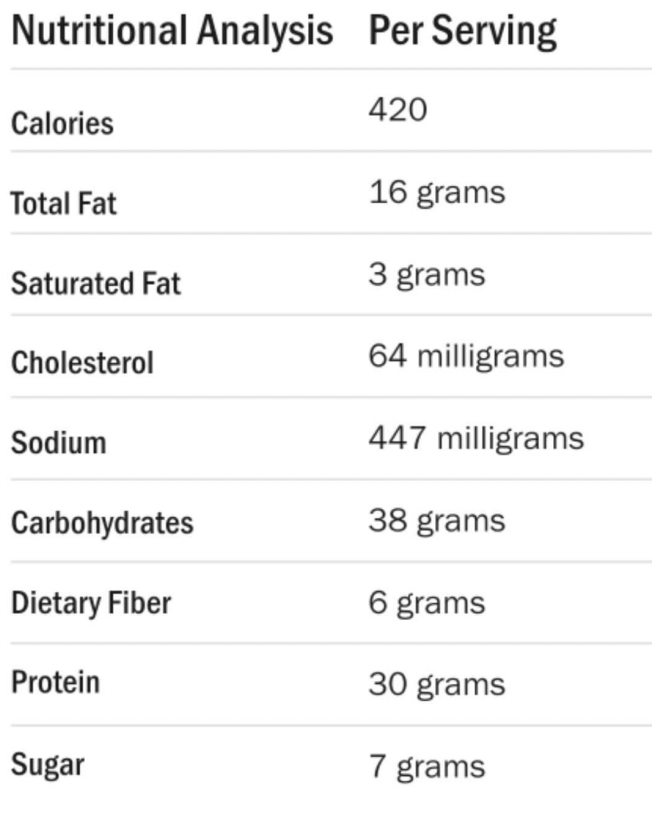 Nutritional Analysis Per Serving
Calories 420
Total Fat 16 grams
Saturated Fat 3 grams
Cholesterol 64 milligrams
Sodium 447 milligrams
Carbohydrates 38 grams
Dietary Fiber 6 grams
Protein 30 grams
Sugar 7 grams